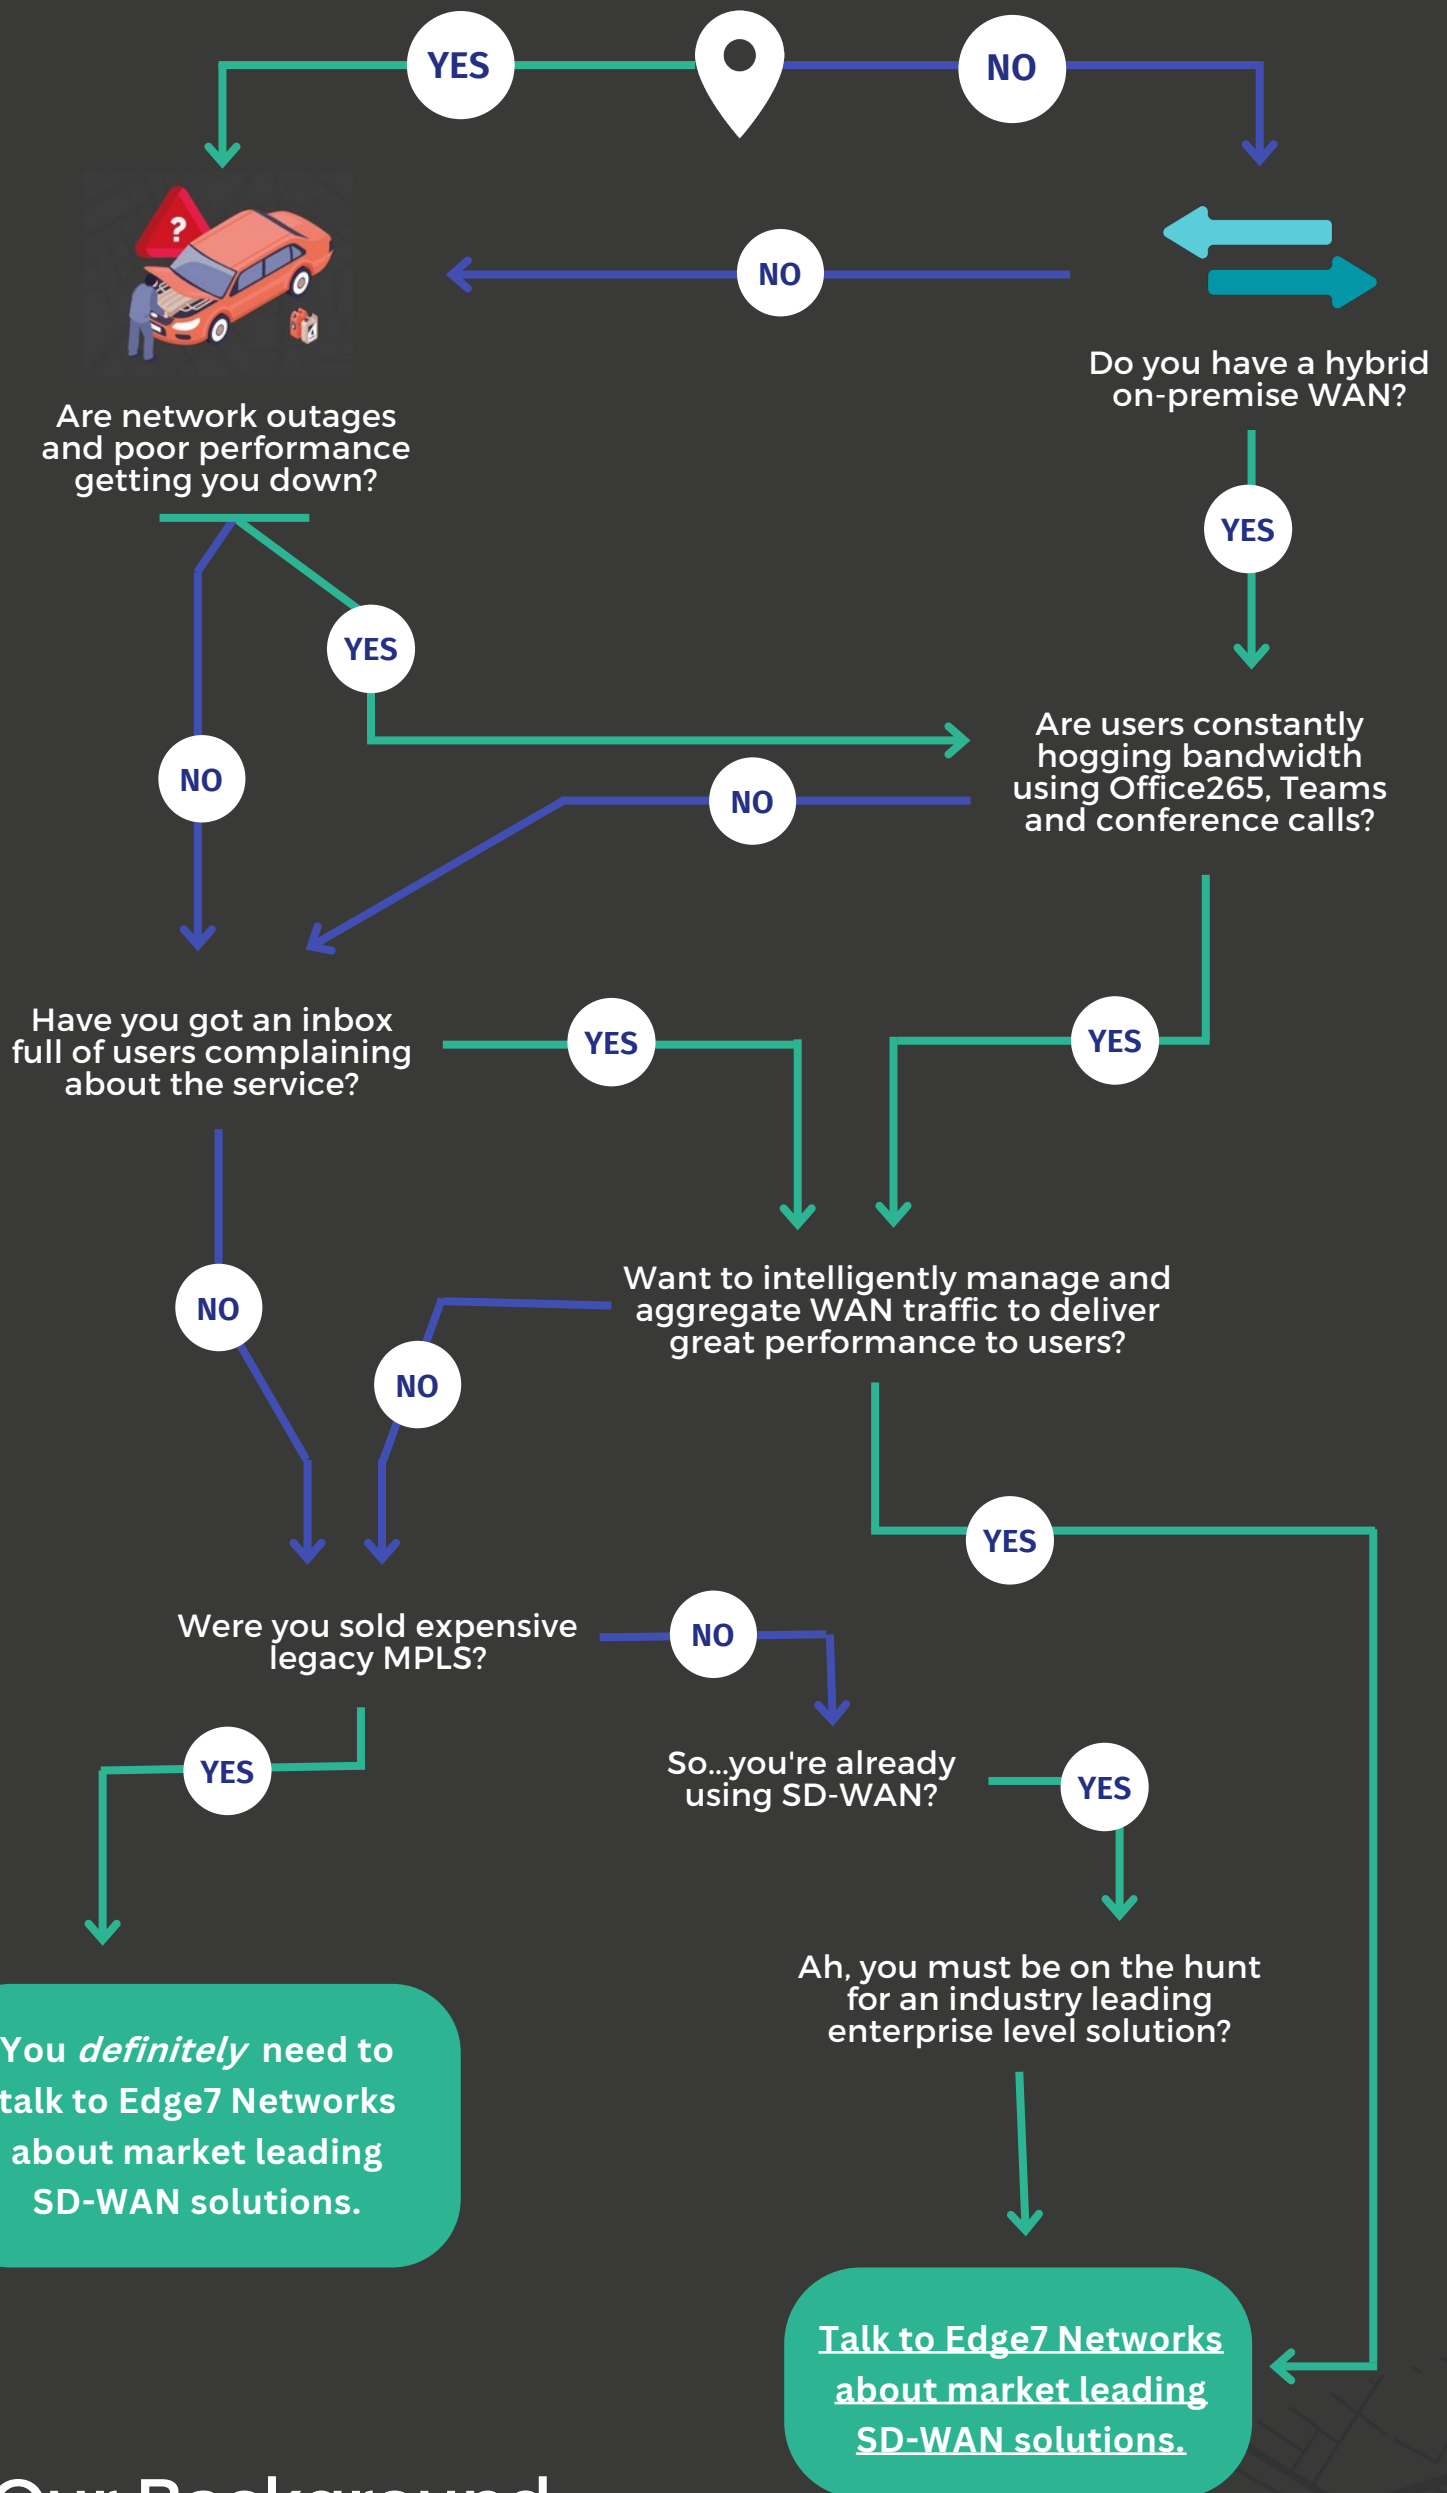 YES
NO
?
NO
Do you have a hybrid
on-premise WAN?
Are network outages
and poor performance
getting you down?
YES
YES
Are users constantly
hogging bandwidth
using Office265, Teams
and conference calls?
NO
NO
Have you got an inbox
full of users complaining
about the service?
YES
YES
Want to intelligently manage and
aggregate WAN traffic to deliver
great performance to users?
NO
NO
YES
Were you sold expensive
legacy MPLS?
NO
YES
So...you're already
using SD-WAN?
YES
Ah, you must be on the hunt
for an industry leading
enterprise level solution?
You definitely need to
talk to Edge7 Networks
about market leading
SD-WAN solutions.
Talk to Edge7 Networks
about market leading
SD-WAN solutions.
Our Background